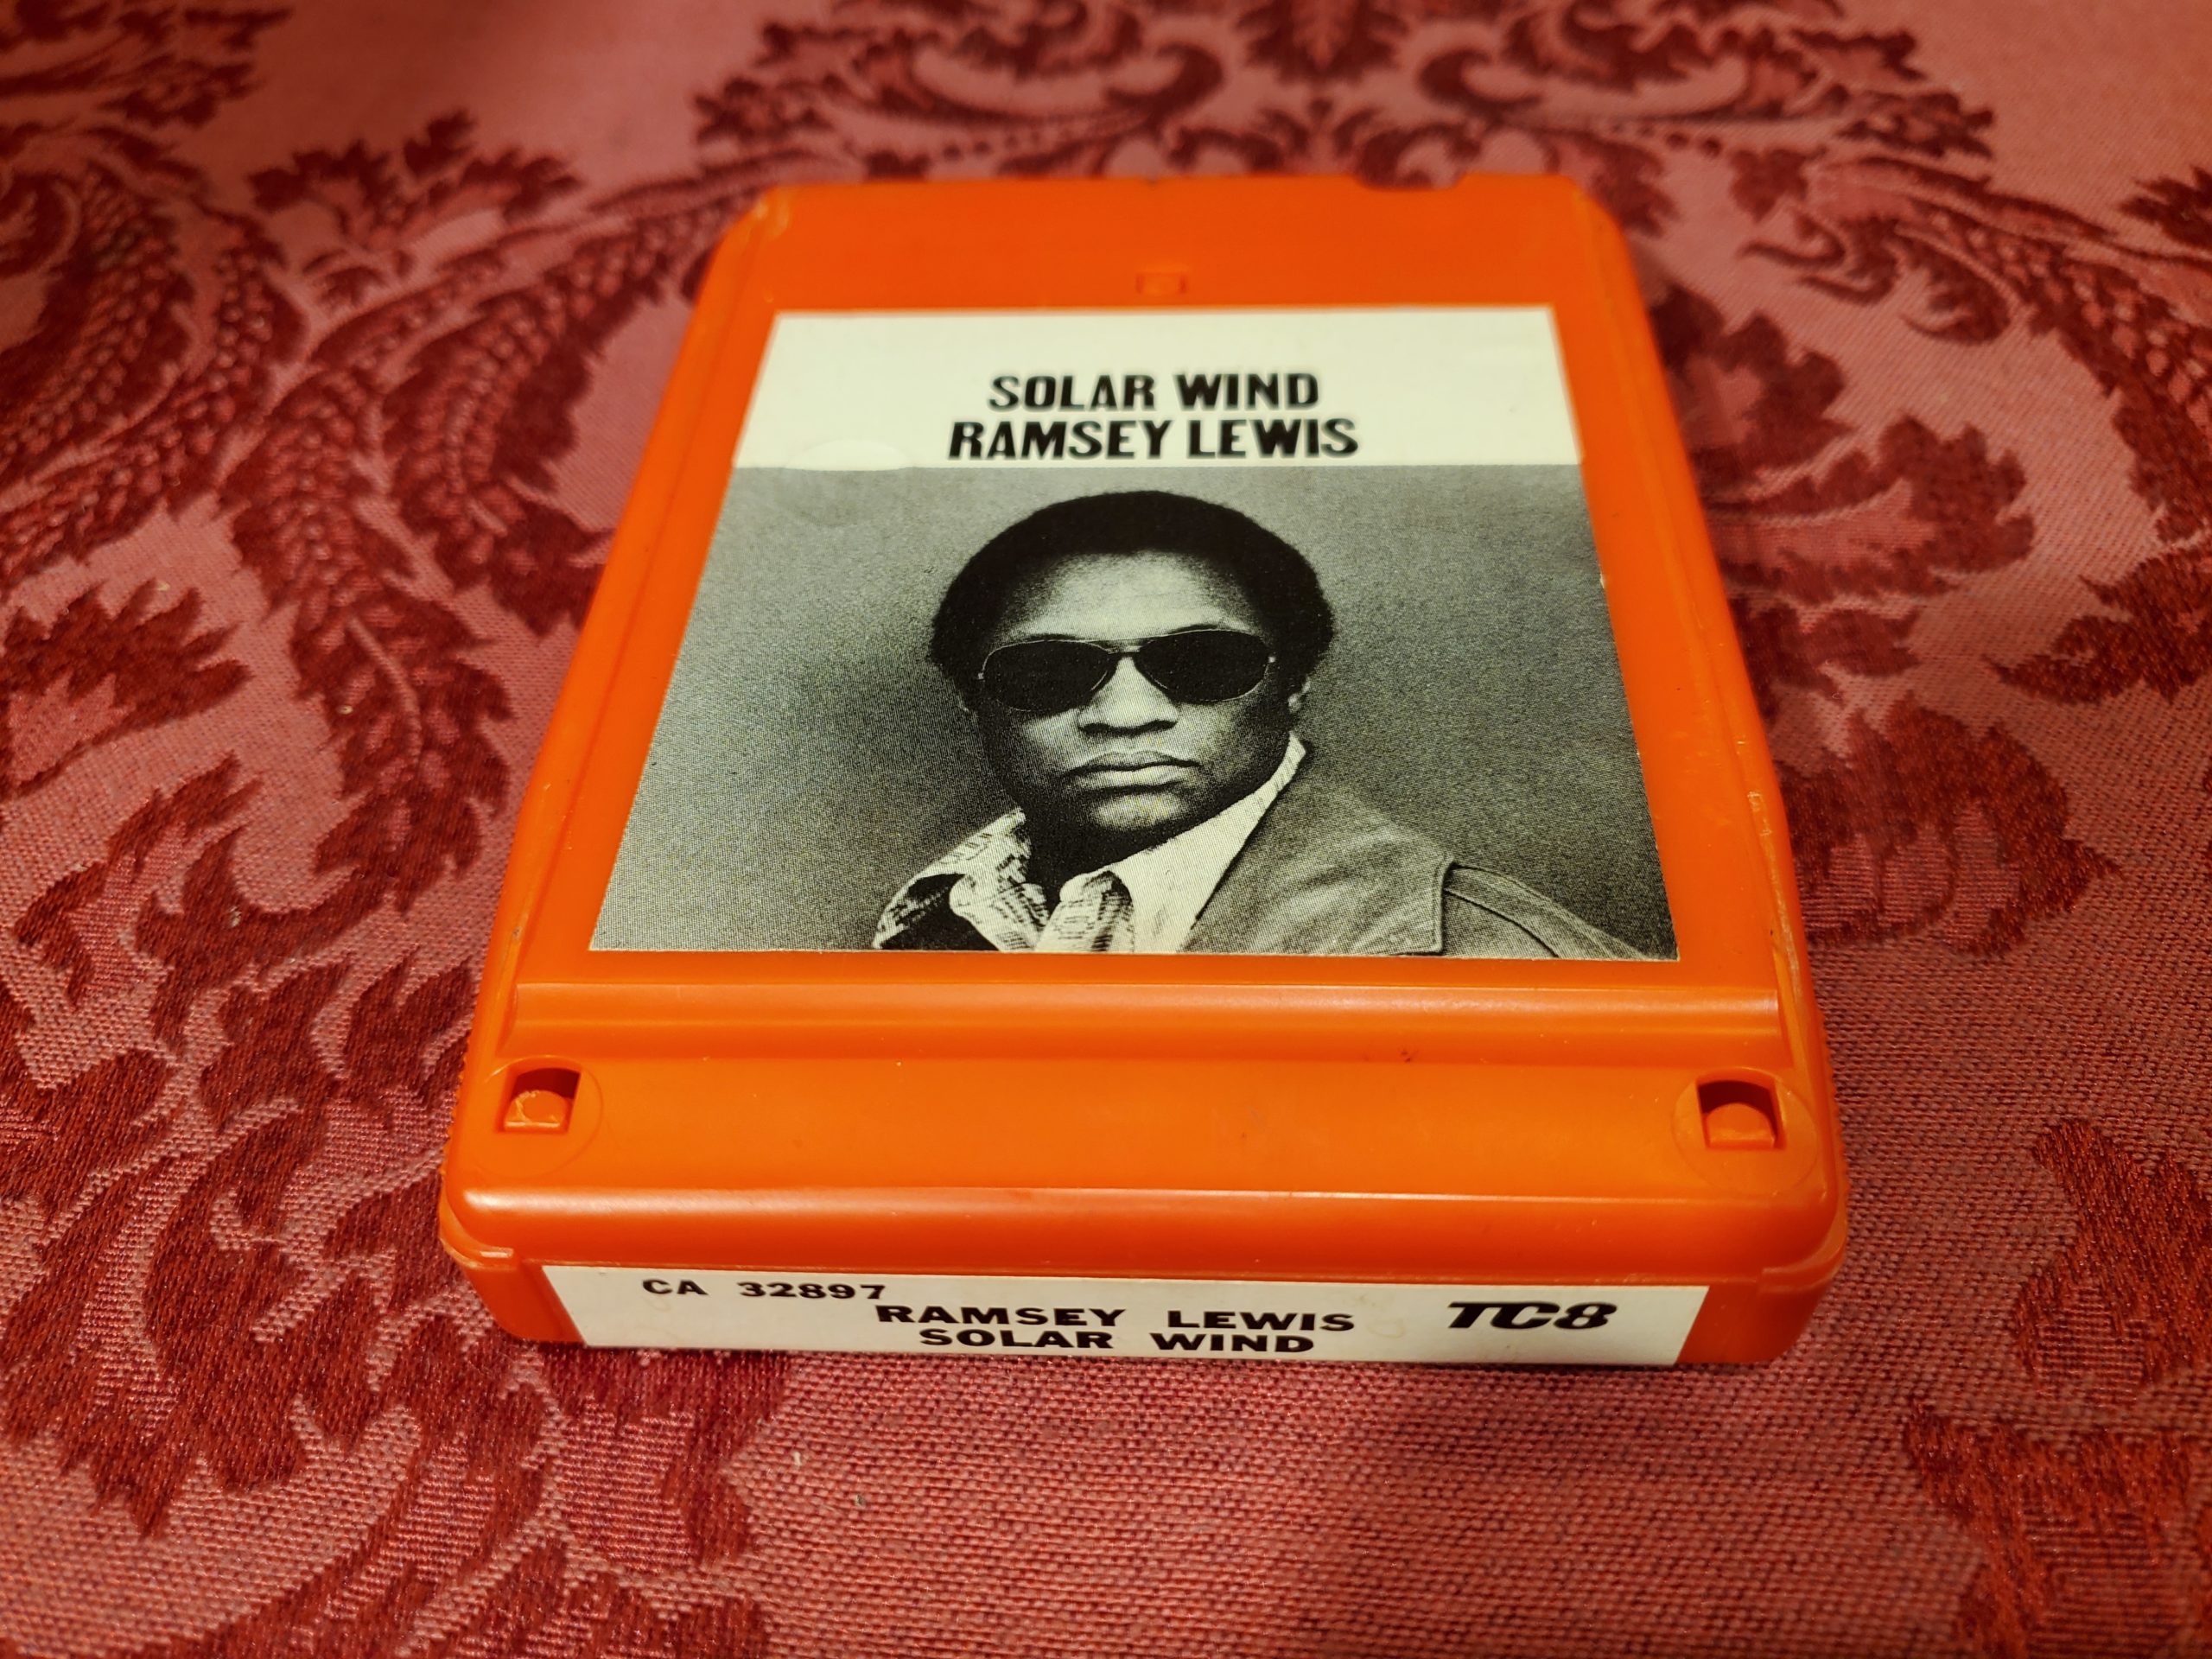 SOLAR WIND
RAMSEY LEWIS
CA 32897
RAMSEY LEWIS
SOLAR WIND
TC8